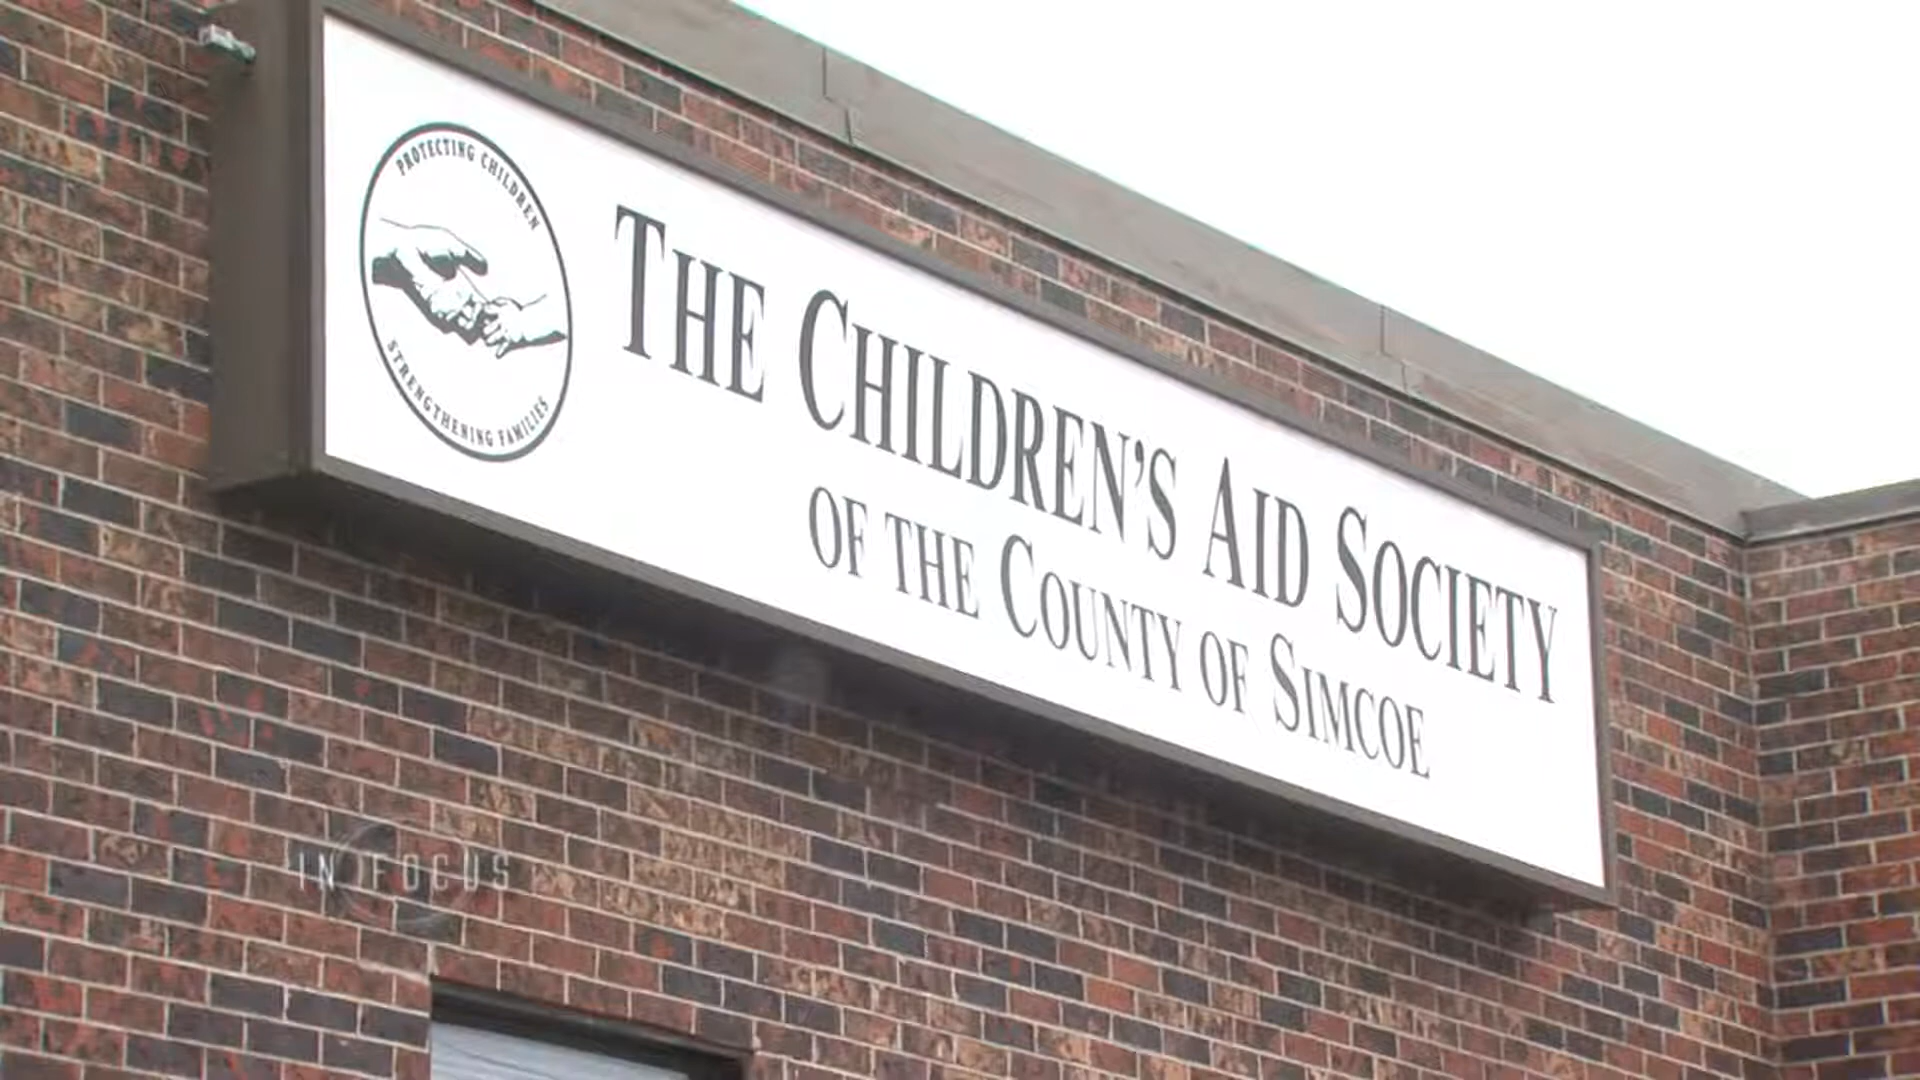 PROTECTING CHILDREN
STRENGTHENING FAMILIES
THE CHILDREN'S AID SOCIETY
OF THE COUNTY OF SIMCOE
IN FOCUS